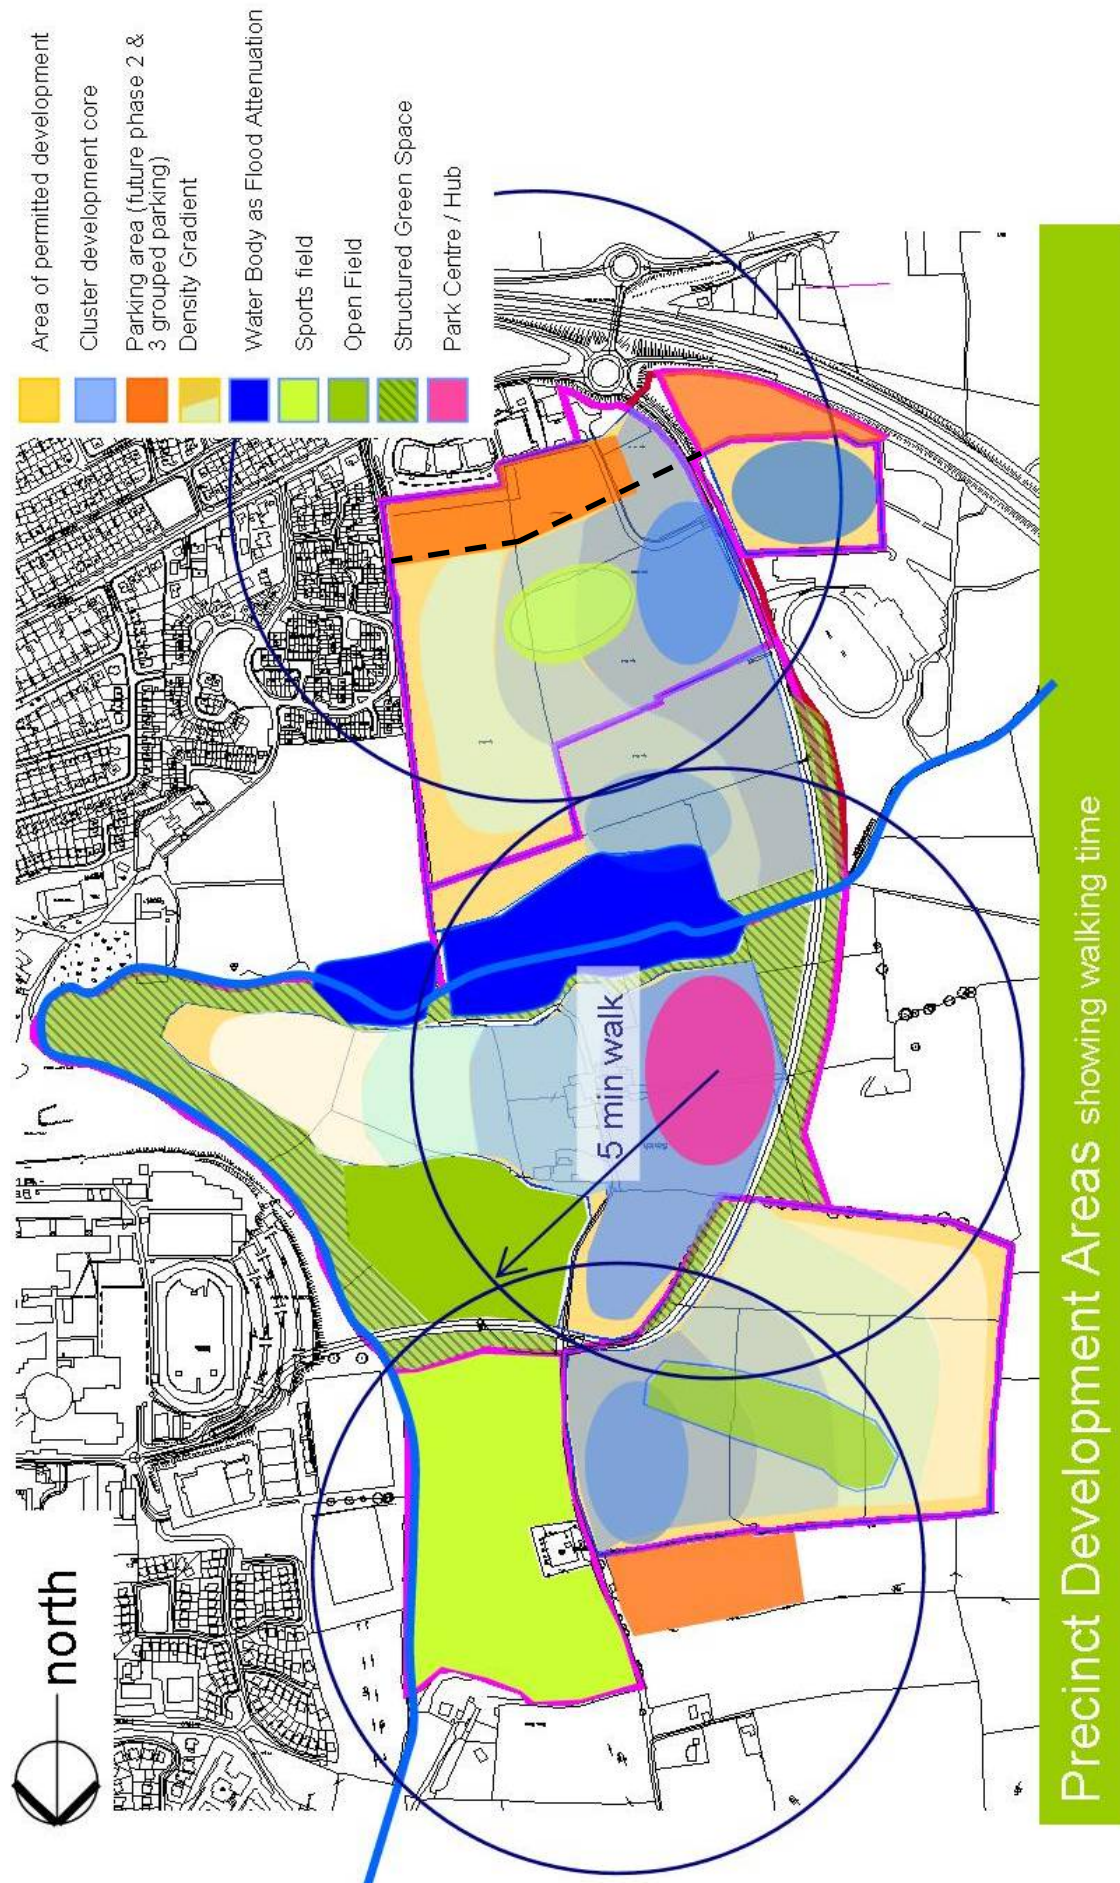 Area of permitted development
Cluster development core
Parking area (future phase 2 &
3 grouped parking)
Density Gradient
Water Body as Flood Attenuation
Sports field
Open Field
Structured Green Space
Park Centre / Hub
north
5 min walk
Precinct Development Areas showing walking time